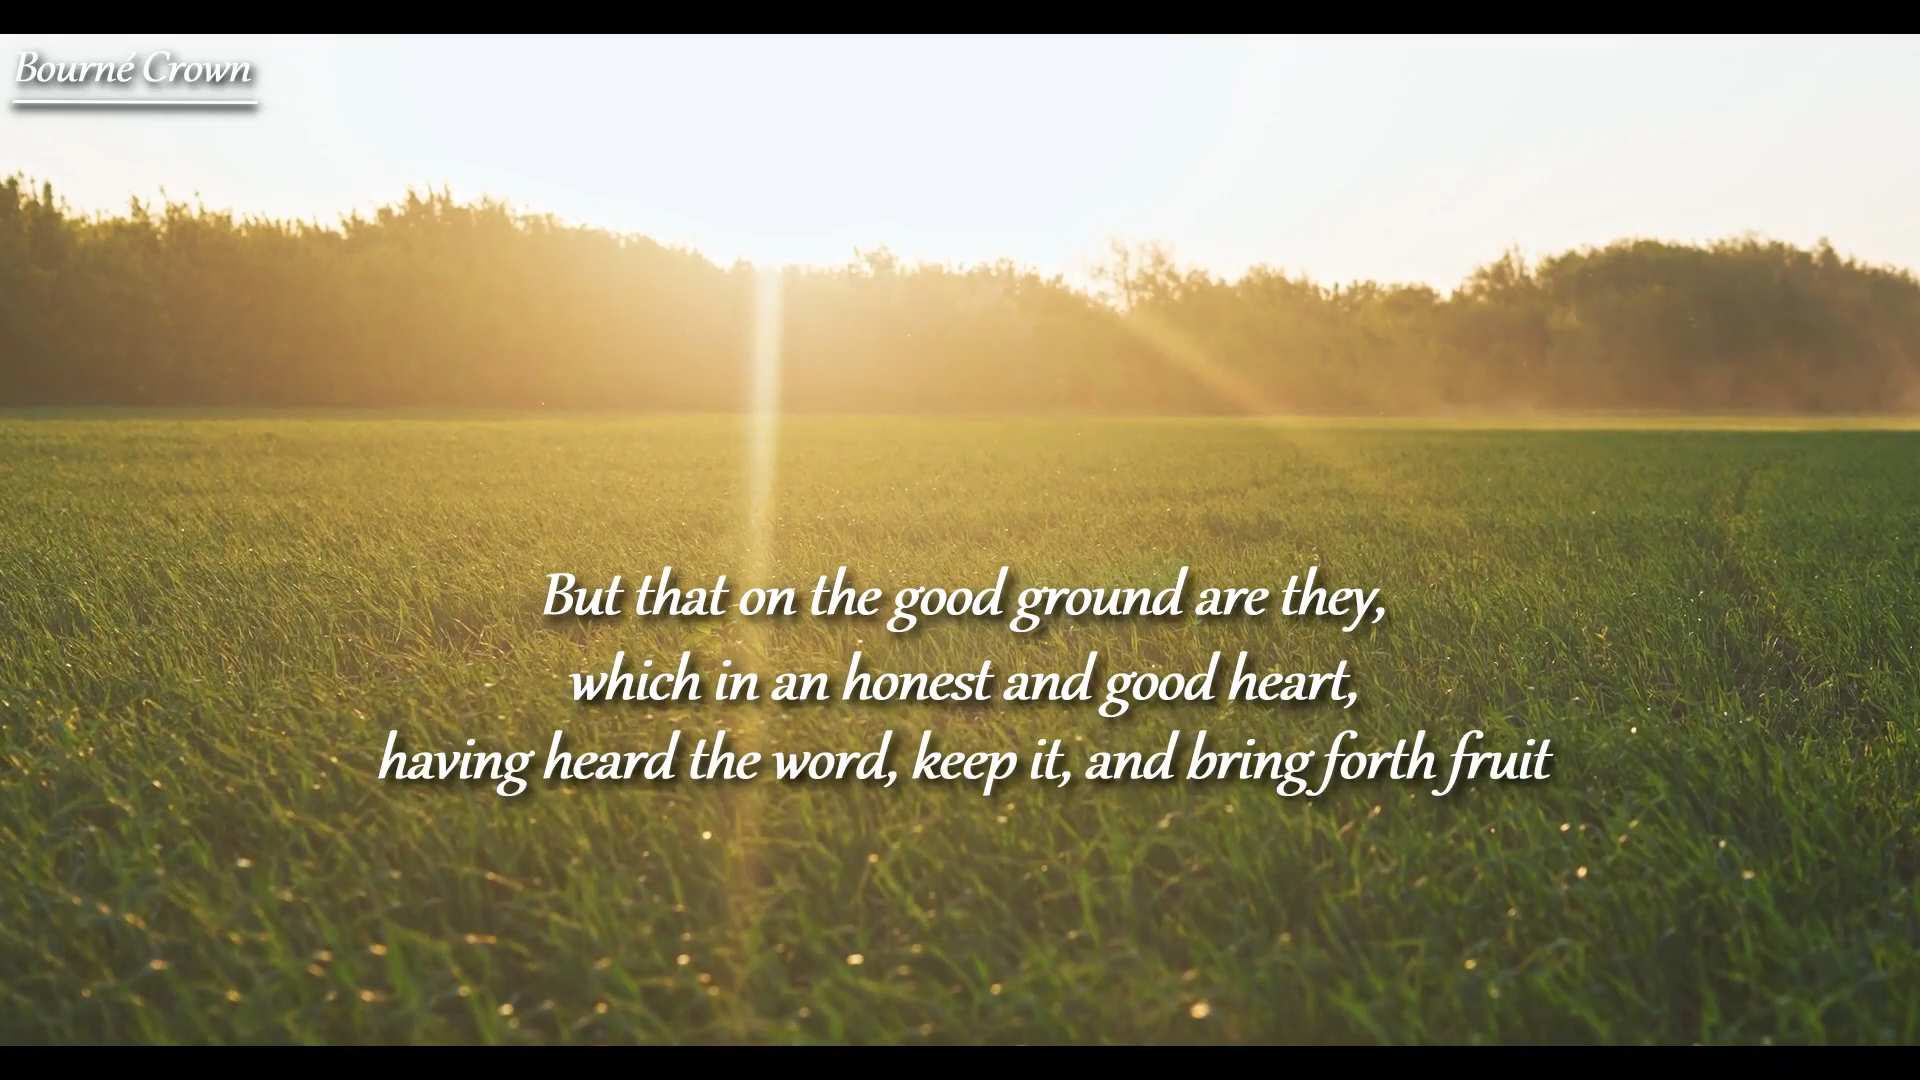 Bourné Crown
But that on the good ground are they,
which in an honest and good heart,
having heard the word, keep it, and bring forth fruit